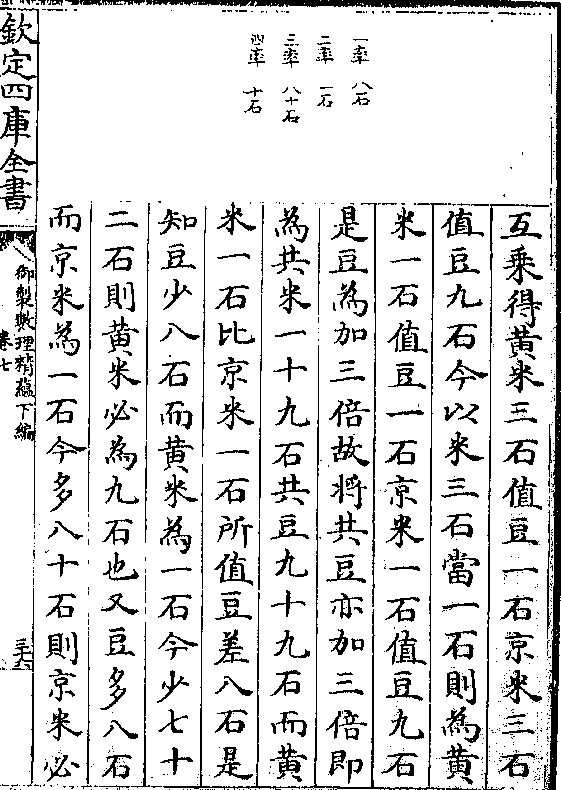 一率　八石
二率　一石
三率　八十石
四率　十石
互乘得黃米三石值豆一石京米三石
值豆九石今以米三石當一石則為黃
米一石值豆一石京米一石值豆九石
是豆為加三倍故將共豆亦加三倍即
為共米一十九石共豆九十九石而黃
米一石比京米一石所值豆差八石是
知豆少八石而黃米為一石今少七十
二石則黃米必為九石也又豆多八石
而京米為一石今多八十石則京米必
欽定四庫全書
御製數理精蘊下編
卷七
三十六